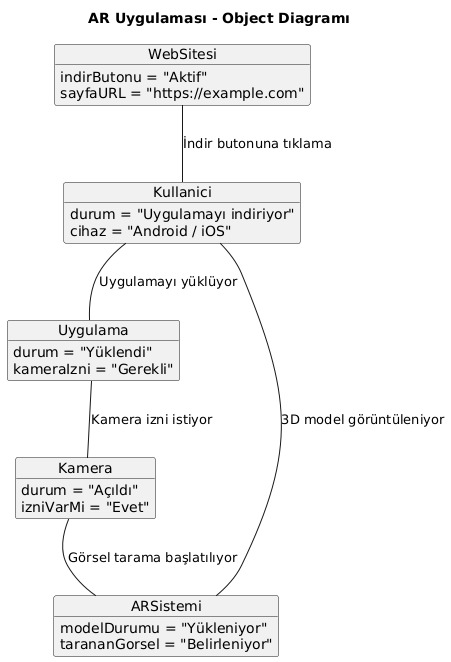 AR Uygulaması - Object Diagramı
WebSitesi
indirButonu = "Aktif"
sayfaURL = "https://example.com"
İndir butonuna tıklama
Kullanici
durum = "Uygulamayı indiriyor"
cihaz = "Android / iOS"
Uygulamayı yüklüyor
Uygulama
durum = "Yüklendi"
kameraIzni = "Gerekli"
Kamera izni istiyor
3D model görüntüleniyor
Kamera
durum = "Açıldı"
izniVarMi = "Evet"
Görsel tarama başlatılıyor
ARSistemi
modelDurumu = "Yükleniyor"
tarananGorsel = "Belirleniyor"